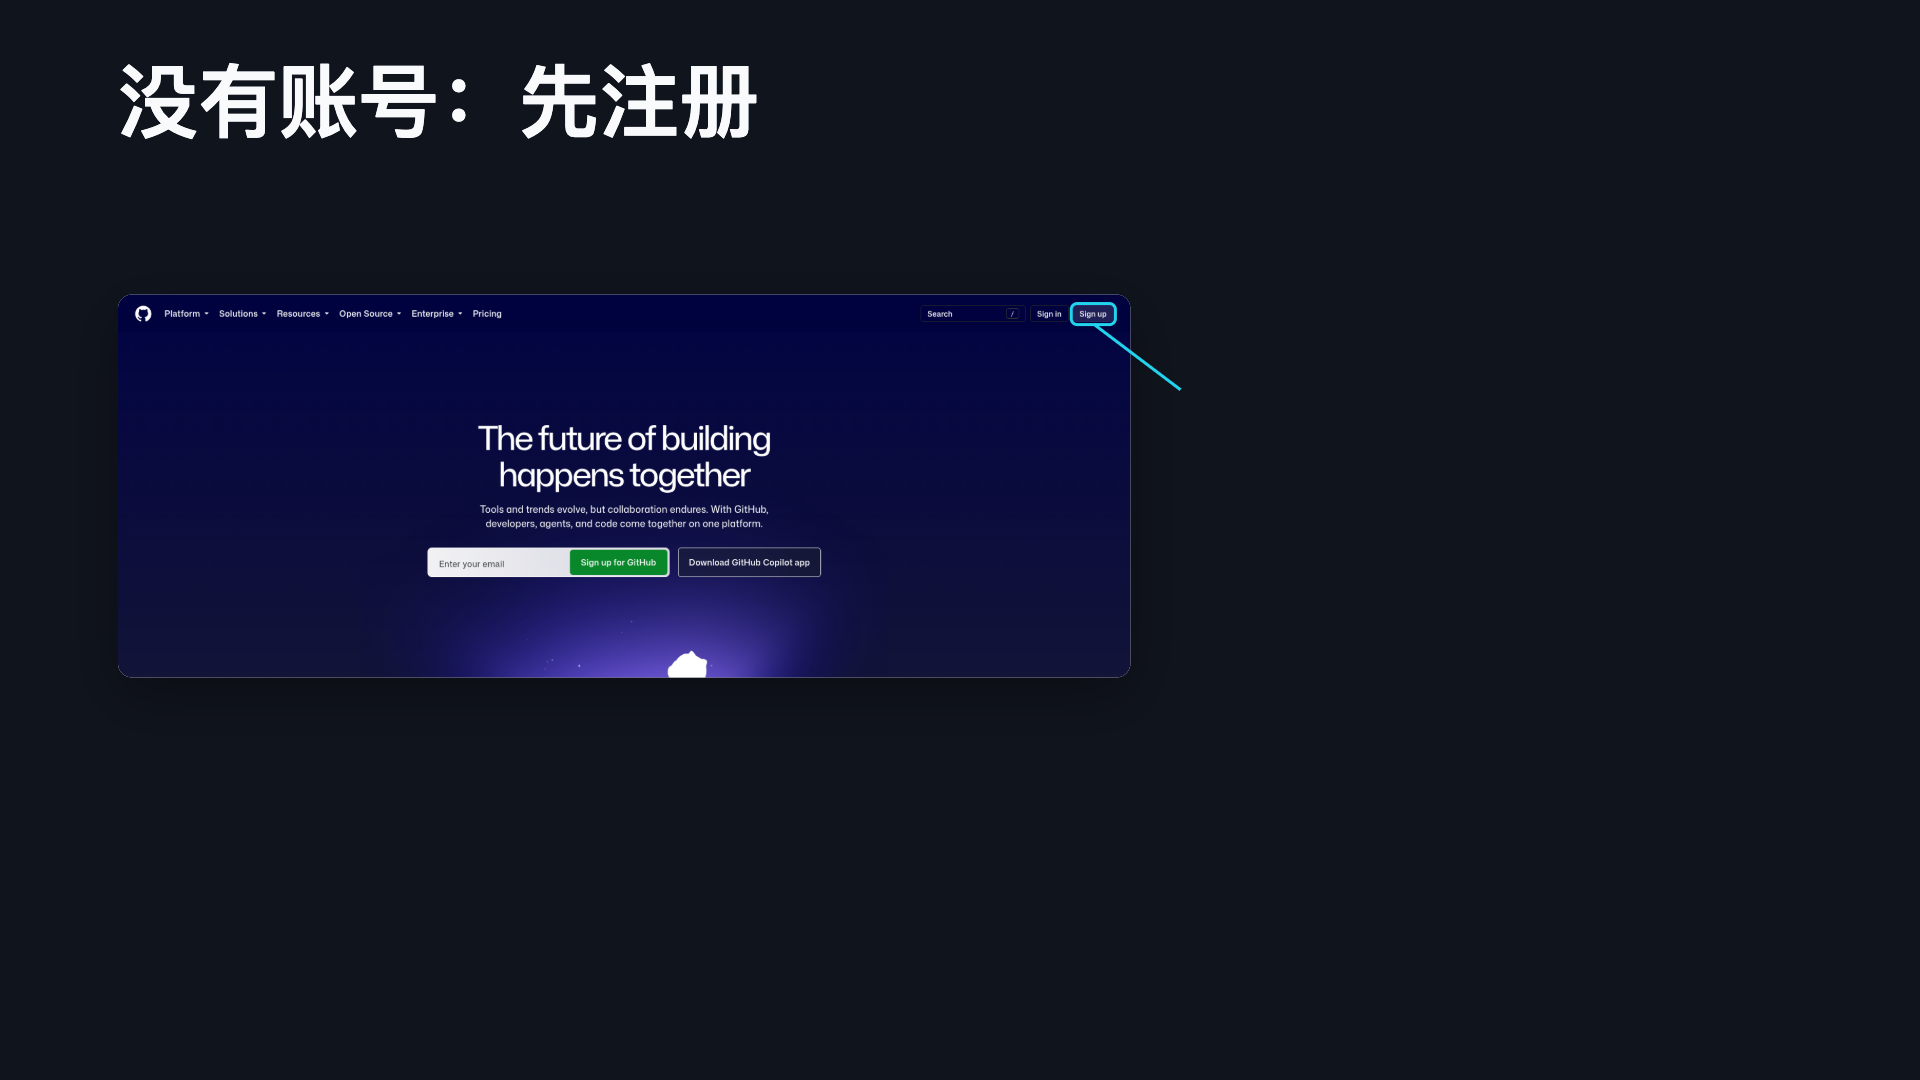 没有账号：先注册
Platform Solutions Resources Open Source Enterprise Pricing Search / Sign in Sign up
The future of building
happens together
Tools and trends evolve, but collaboration endures. With GitHub,
developers, agents, and code come together on one platform.
Enter your email Sign up for GitHub Download GitHub Copilot app